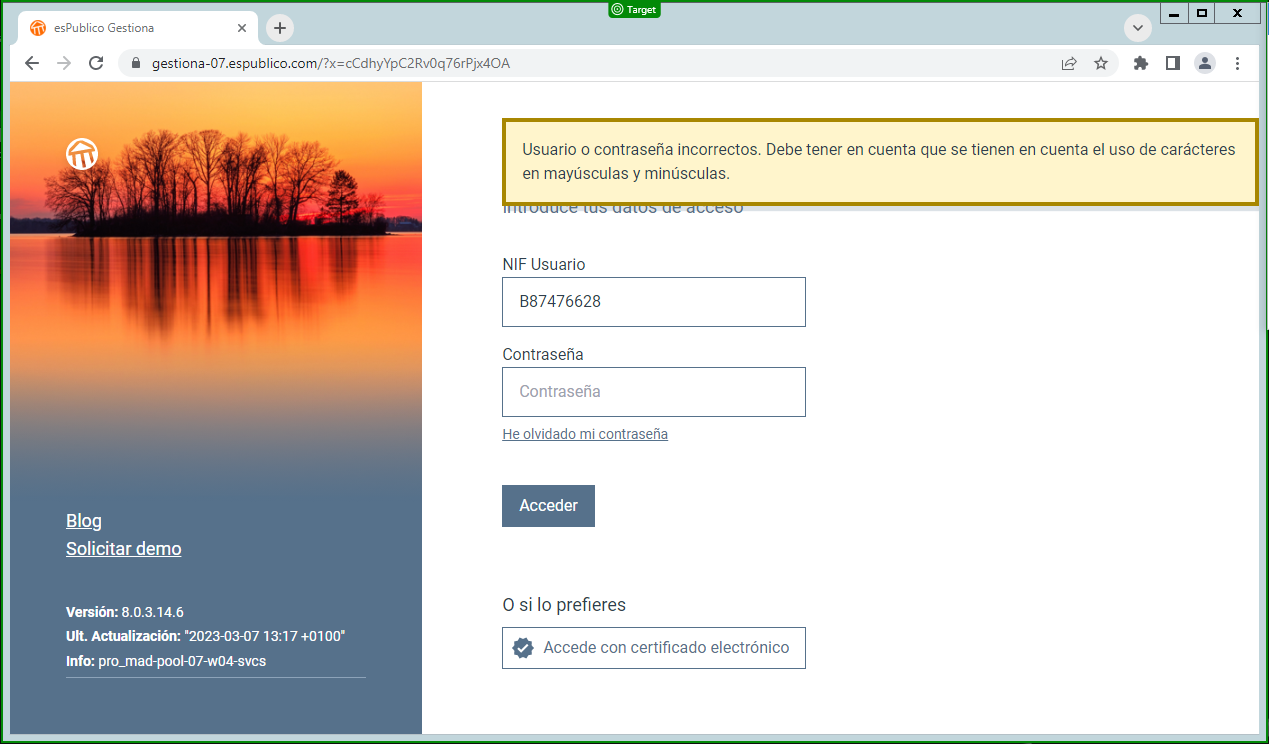 Target
esPublico Gestiona
gestiona-07.espublico.com/?x=cCdhyYpC2Rv0q76rPjx4OA
Usuario o contraseña incorrectos. Debe tener en cuenta que se tienen en cuenta el uso de carácteres
en mayúsculas y minúsculas.
Introduce tus datos de acceso
NIF Usuario
B87476628
Contraseña
Contraseña
He olvidado mi contraseña
Acceder
Blog
Solicitar demo
O si lo prefieres
Accede con certificado electrónico
Versión: 8.0.3.14.6
Ult. Actualización: "2023-03-07 13:17 +0100"
Info: pro_mad-pool-07-w04-svcs